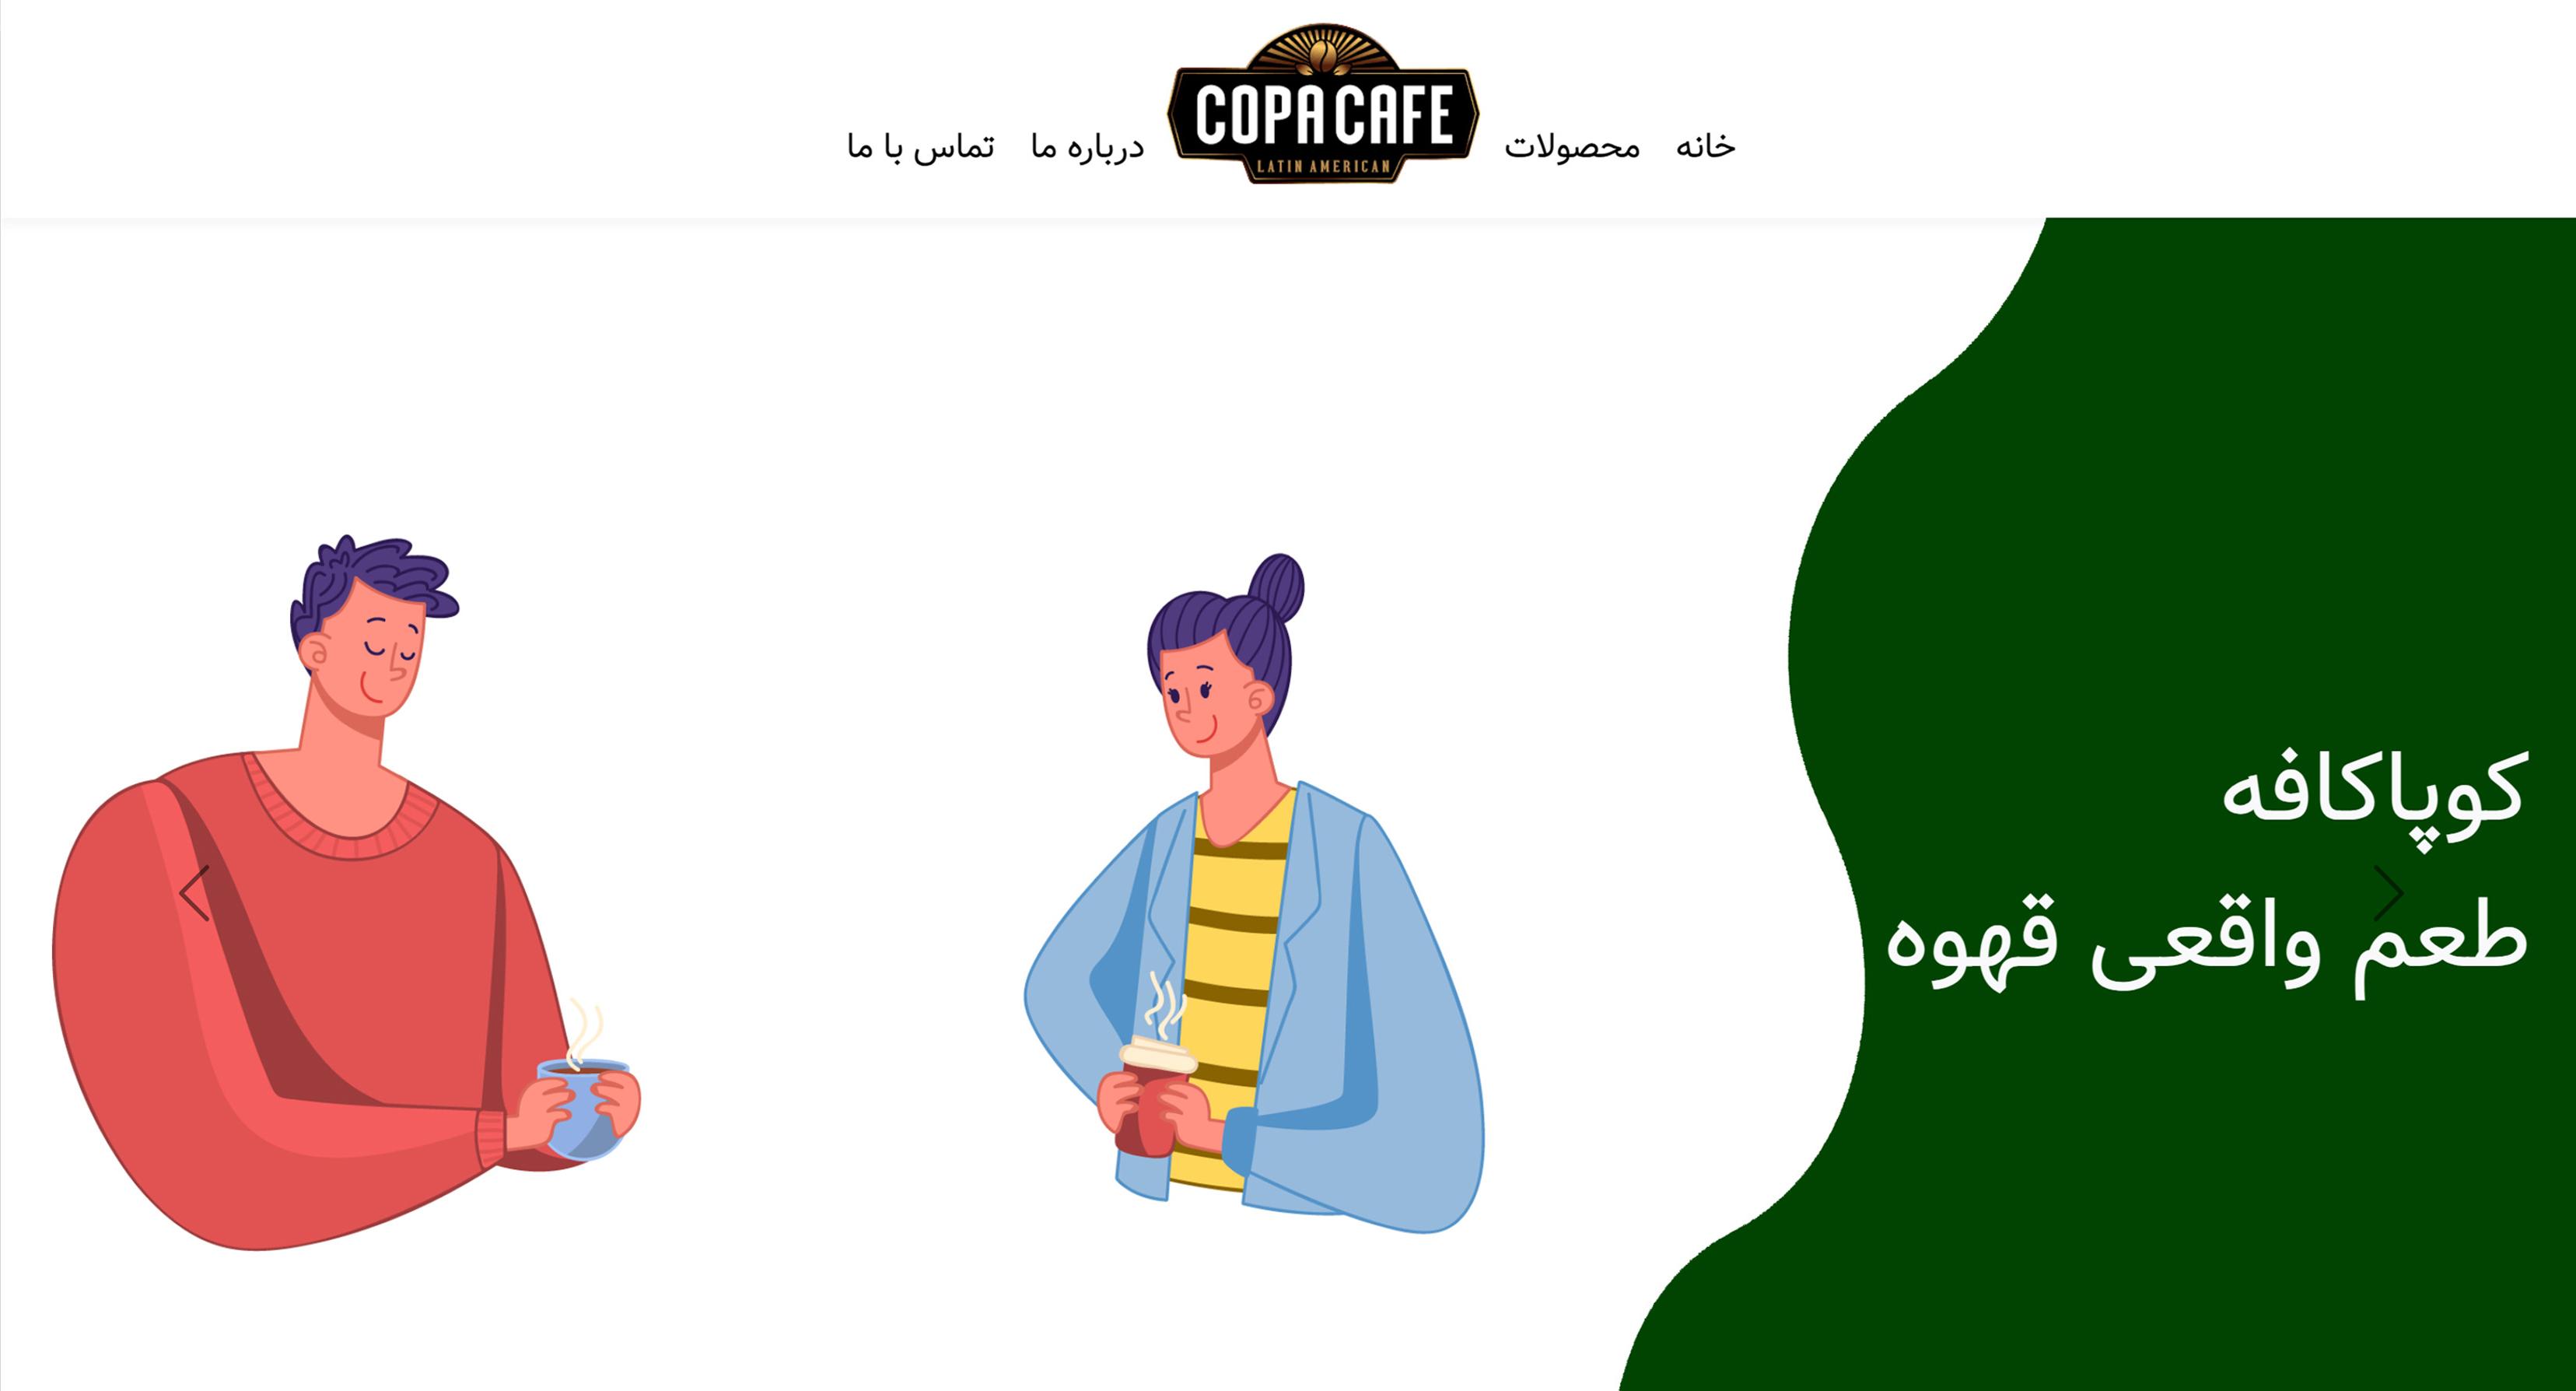 خانه
محصولات
COPA CAFE
LATIN AMERICAN
درباره ما
تماس با ما
کوپاکافه
طعم واقعی قهوه